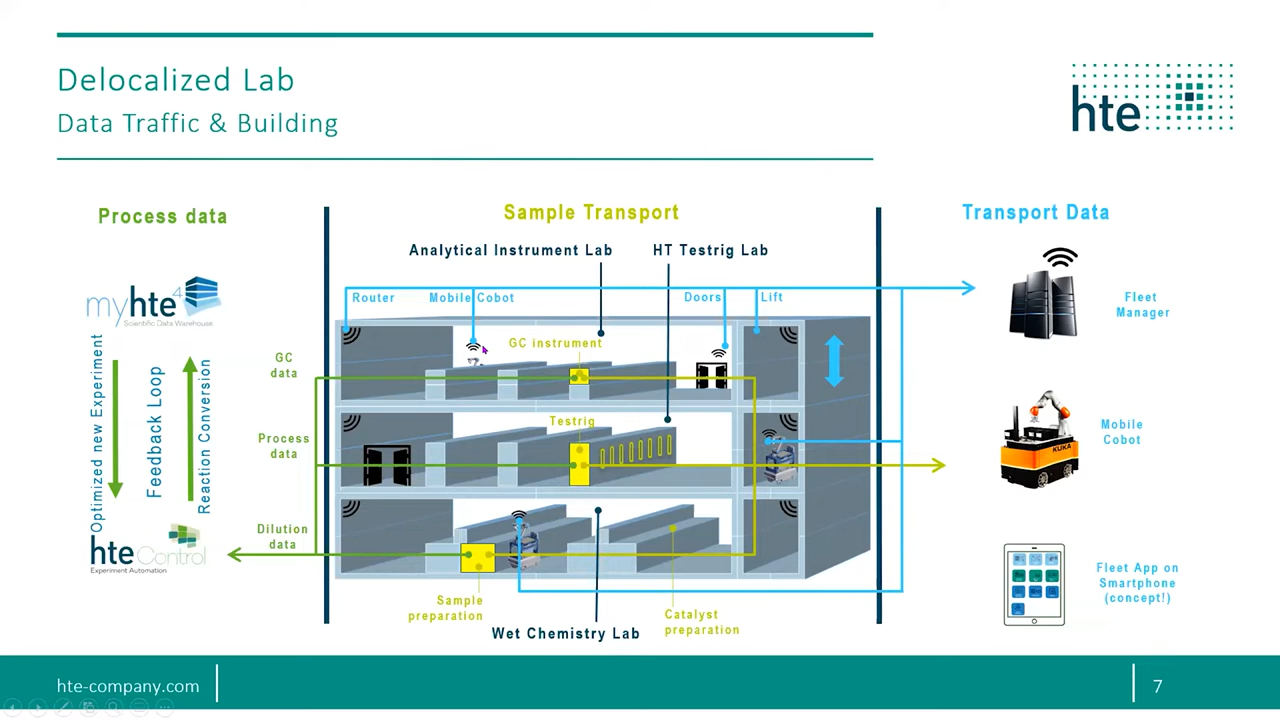 Delocalized Lab
Data Traffic & Building
hte
Process data
Sample Transport
Transport Data
Analytical Instrument Lab
HT Testrig Lab
Router
Mobile Cobot
Doors
Lift
myhte4
Scientific Data Warehouse
Fleet
Manager
GC instrument
GC
data
Optimized new Experiment
Feedback Loop
Reaction Conversion
Testrig
Process
data
Mobile
Cobot
KUKA
Dilution
data
hteControl
Experiment Automation
Fleet App on
Smartphone
(concept!)
Sample
preparation
Catalyst
preparation
Wet Chemistry Lab
hte-company.com
7